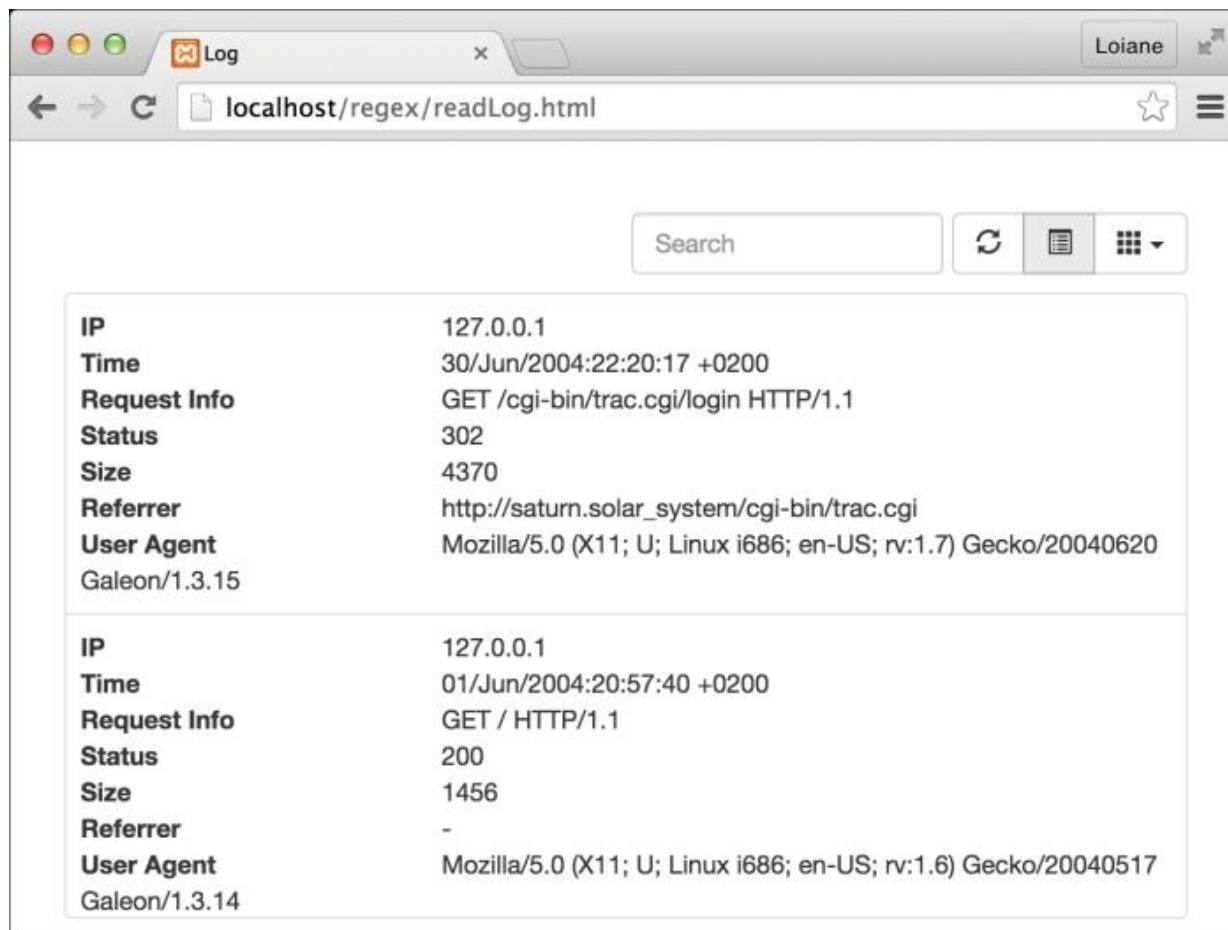 Log
Loiane
localhost/regex/readLog.html
Search
IP 127.0.0.1
Time 30/Jun/2004:22:20:17 +0200
Request Info GET /cgi-bin/trac.cgi/login HTTP/1.1
Status 302
Size 4370
Referrer http://saturn.solar_system/cgi-bin/trac.cgi
User Agent Mozilla/5.0 (X11; U; Linux i686; en-US; rv:1.7) Gecko/20040620
Galeon/1.3.15
IP 127.0.0.1
Time 01/Jun/2004:20:57:40 +0200
Request Info GET / HTTP/1.1
Status 200
Size 1456
Referrer -
User Agent Mozilla/5.0 (X11; U; Linux i686; en-US; rv:1.6) Gecko/20040517
Galeon/1.3.14